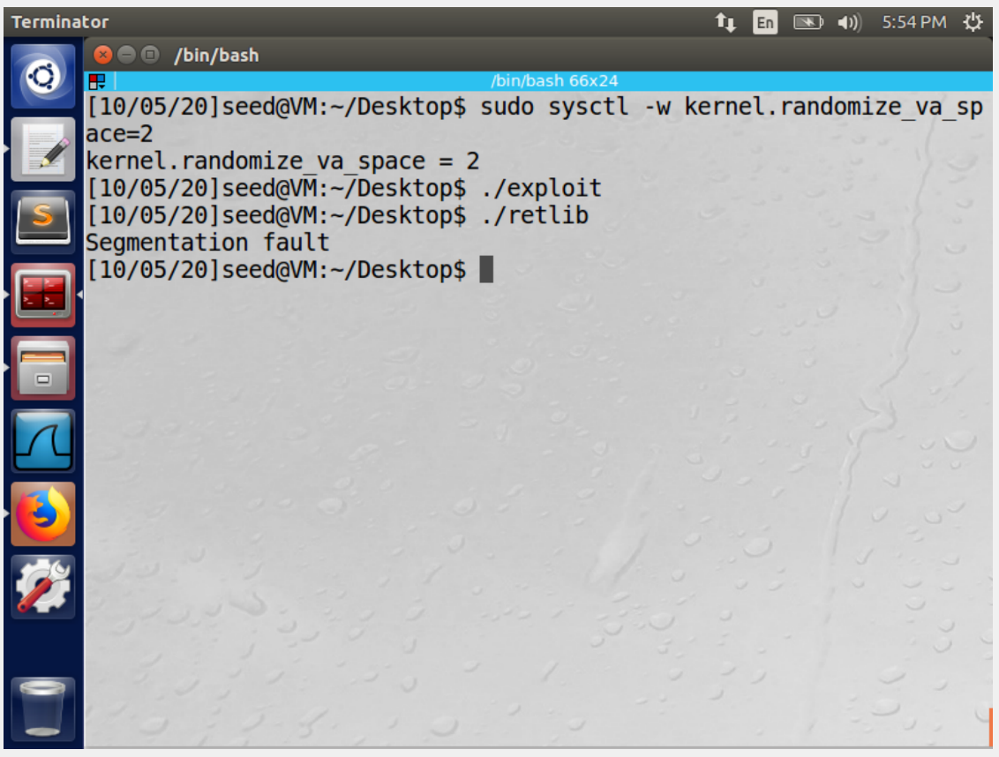 Terminator
En
5:54 PM
/bin/bash
/bin/bash 66x24
[10/05/20]seed@VM:~/Desktop$ sudo sysctl -w kernel.randomize_va_sp
ace=2
kernel.randomize_va_space = 2
[10/05/20]seed@VM:~/Desktop$ ./exploit
[10/05/20]seed@VM:~/Desktop$ ./retlib
Segmentation fault
[10/05/20]seed@VM:~/Desktop$
S